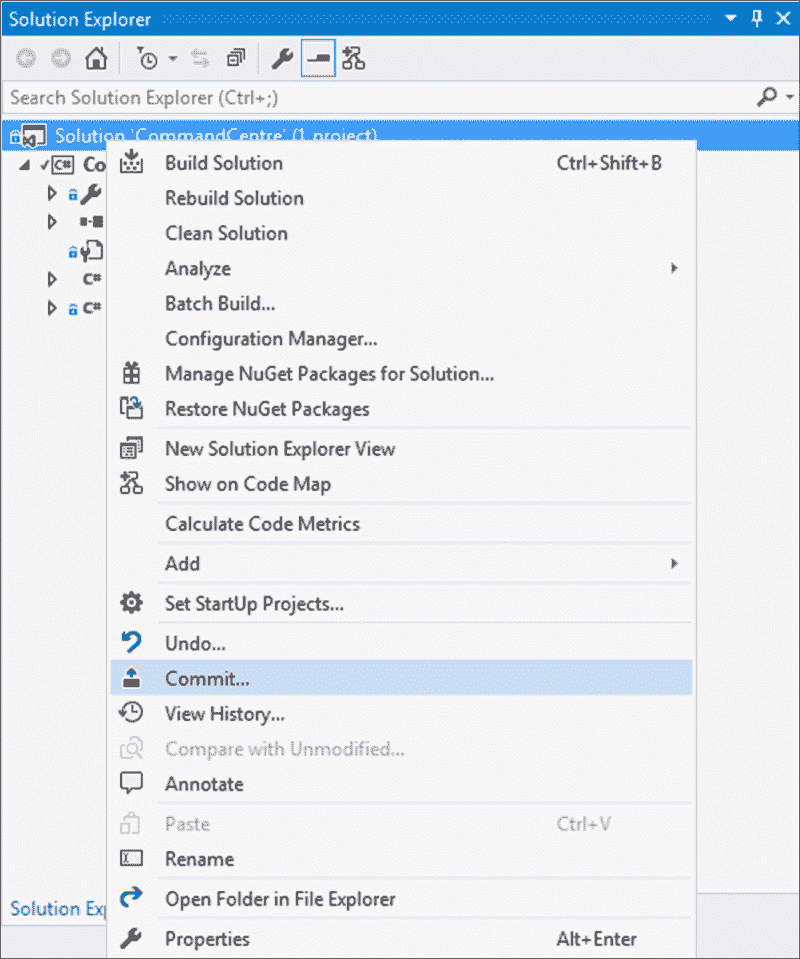 Solution Explorer
Search Solution Explorer (Ctrl+;)
Solution 'CommandCentre' (1 project)
C# Co
Build Solution Ctrl+Shift+B
Rebuild Solution
Clean Solution
Analyze
C#
Batch Build...
C#
Configuration Manager...
Manage NuGet Packages for Solution...
Restore NuGet Packages
New Solution Explorer View
Show on Code Map
Calculate Code Metrics
Add
Set StartUp Projects...
Undo...
Commit...
View History...
Compare with Unmodified...
Annotate
Paste Ctrl+V
Rename
Open Folder in File Explorer
Solution Exp
Properties Alt+Enter